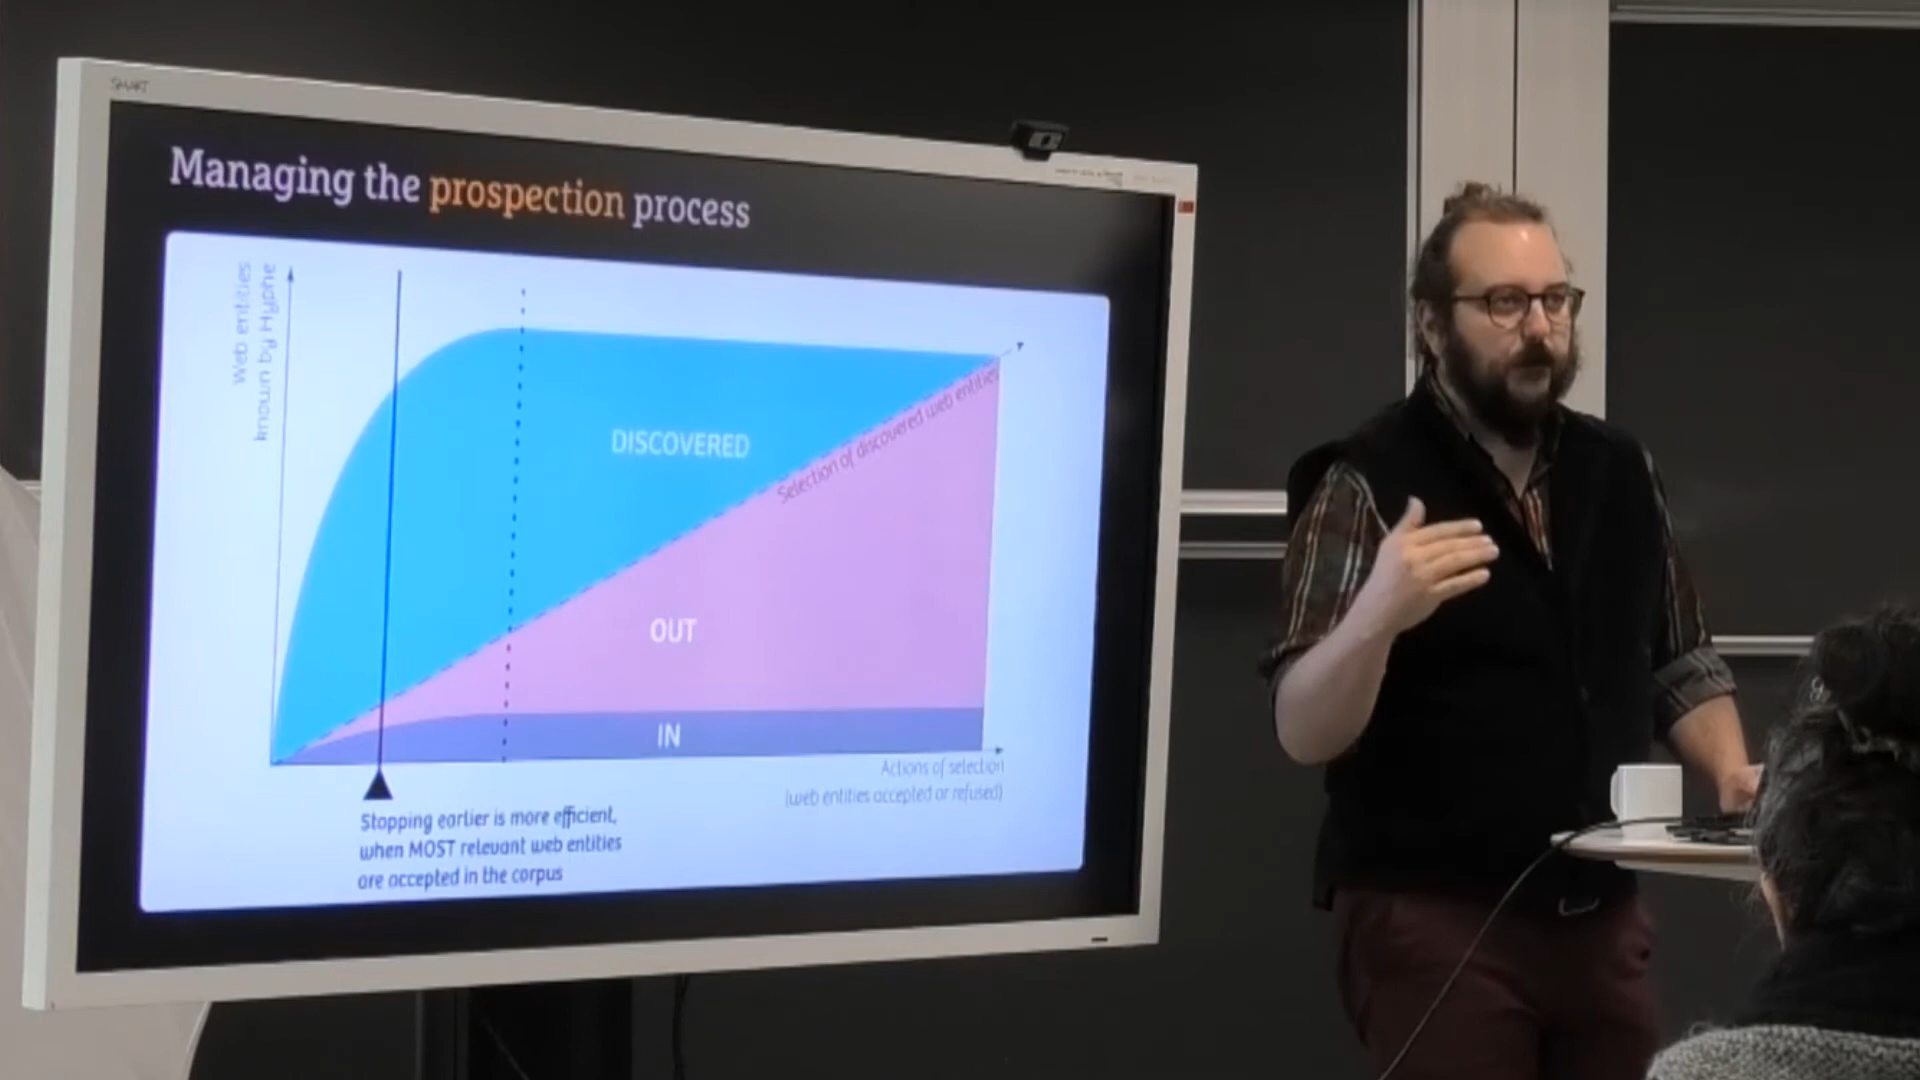 SMART
Managing the prospection process
Web entities
known by Hyphe
DISCOVERED
Selection of discovered web entities
OUT
IN
Actions of selection
(web entities accepted or refused)
Stopping earlier is more efficient,
when MOST relevant web entities
are accepted in the corpus